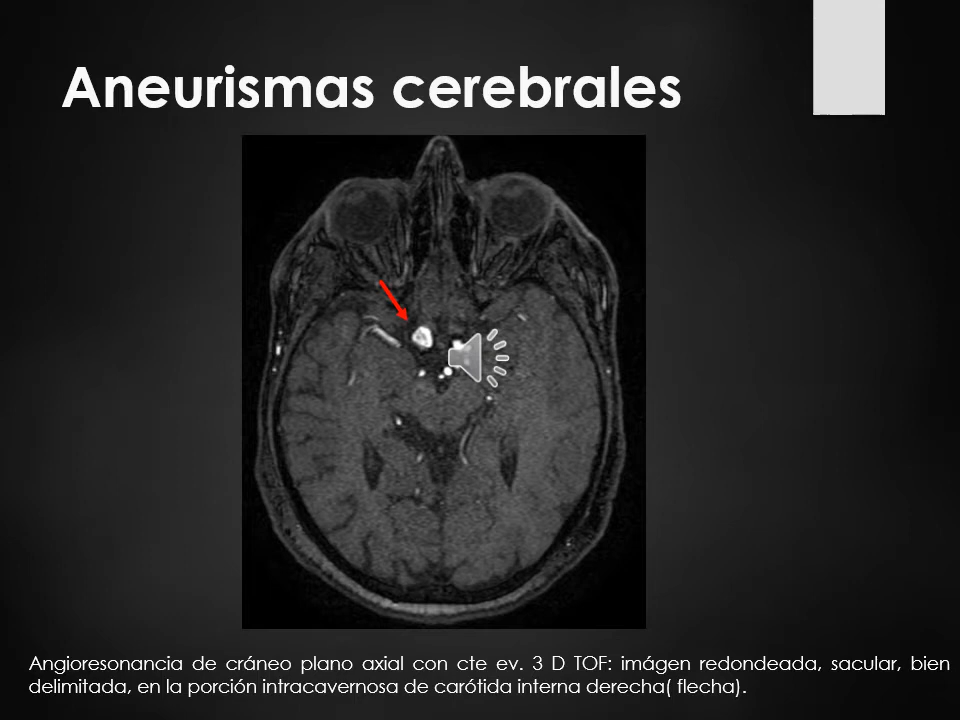 Aneurismas cerebrales
Angioresonancia de cráneo plano axial con cte ev. 3 D TOF: imágen redondeada, sacular, bien
delimitada, en la porción intracavernosa de carótida interna derecha( flecha).